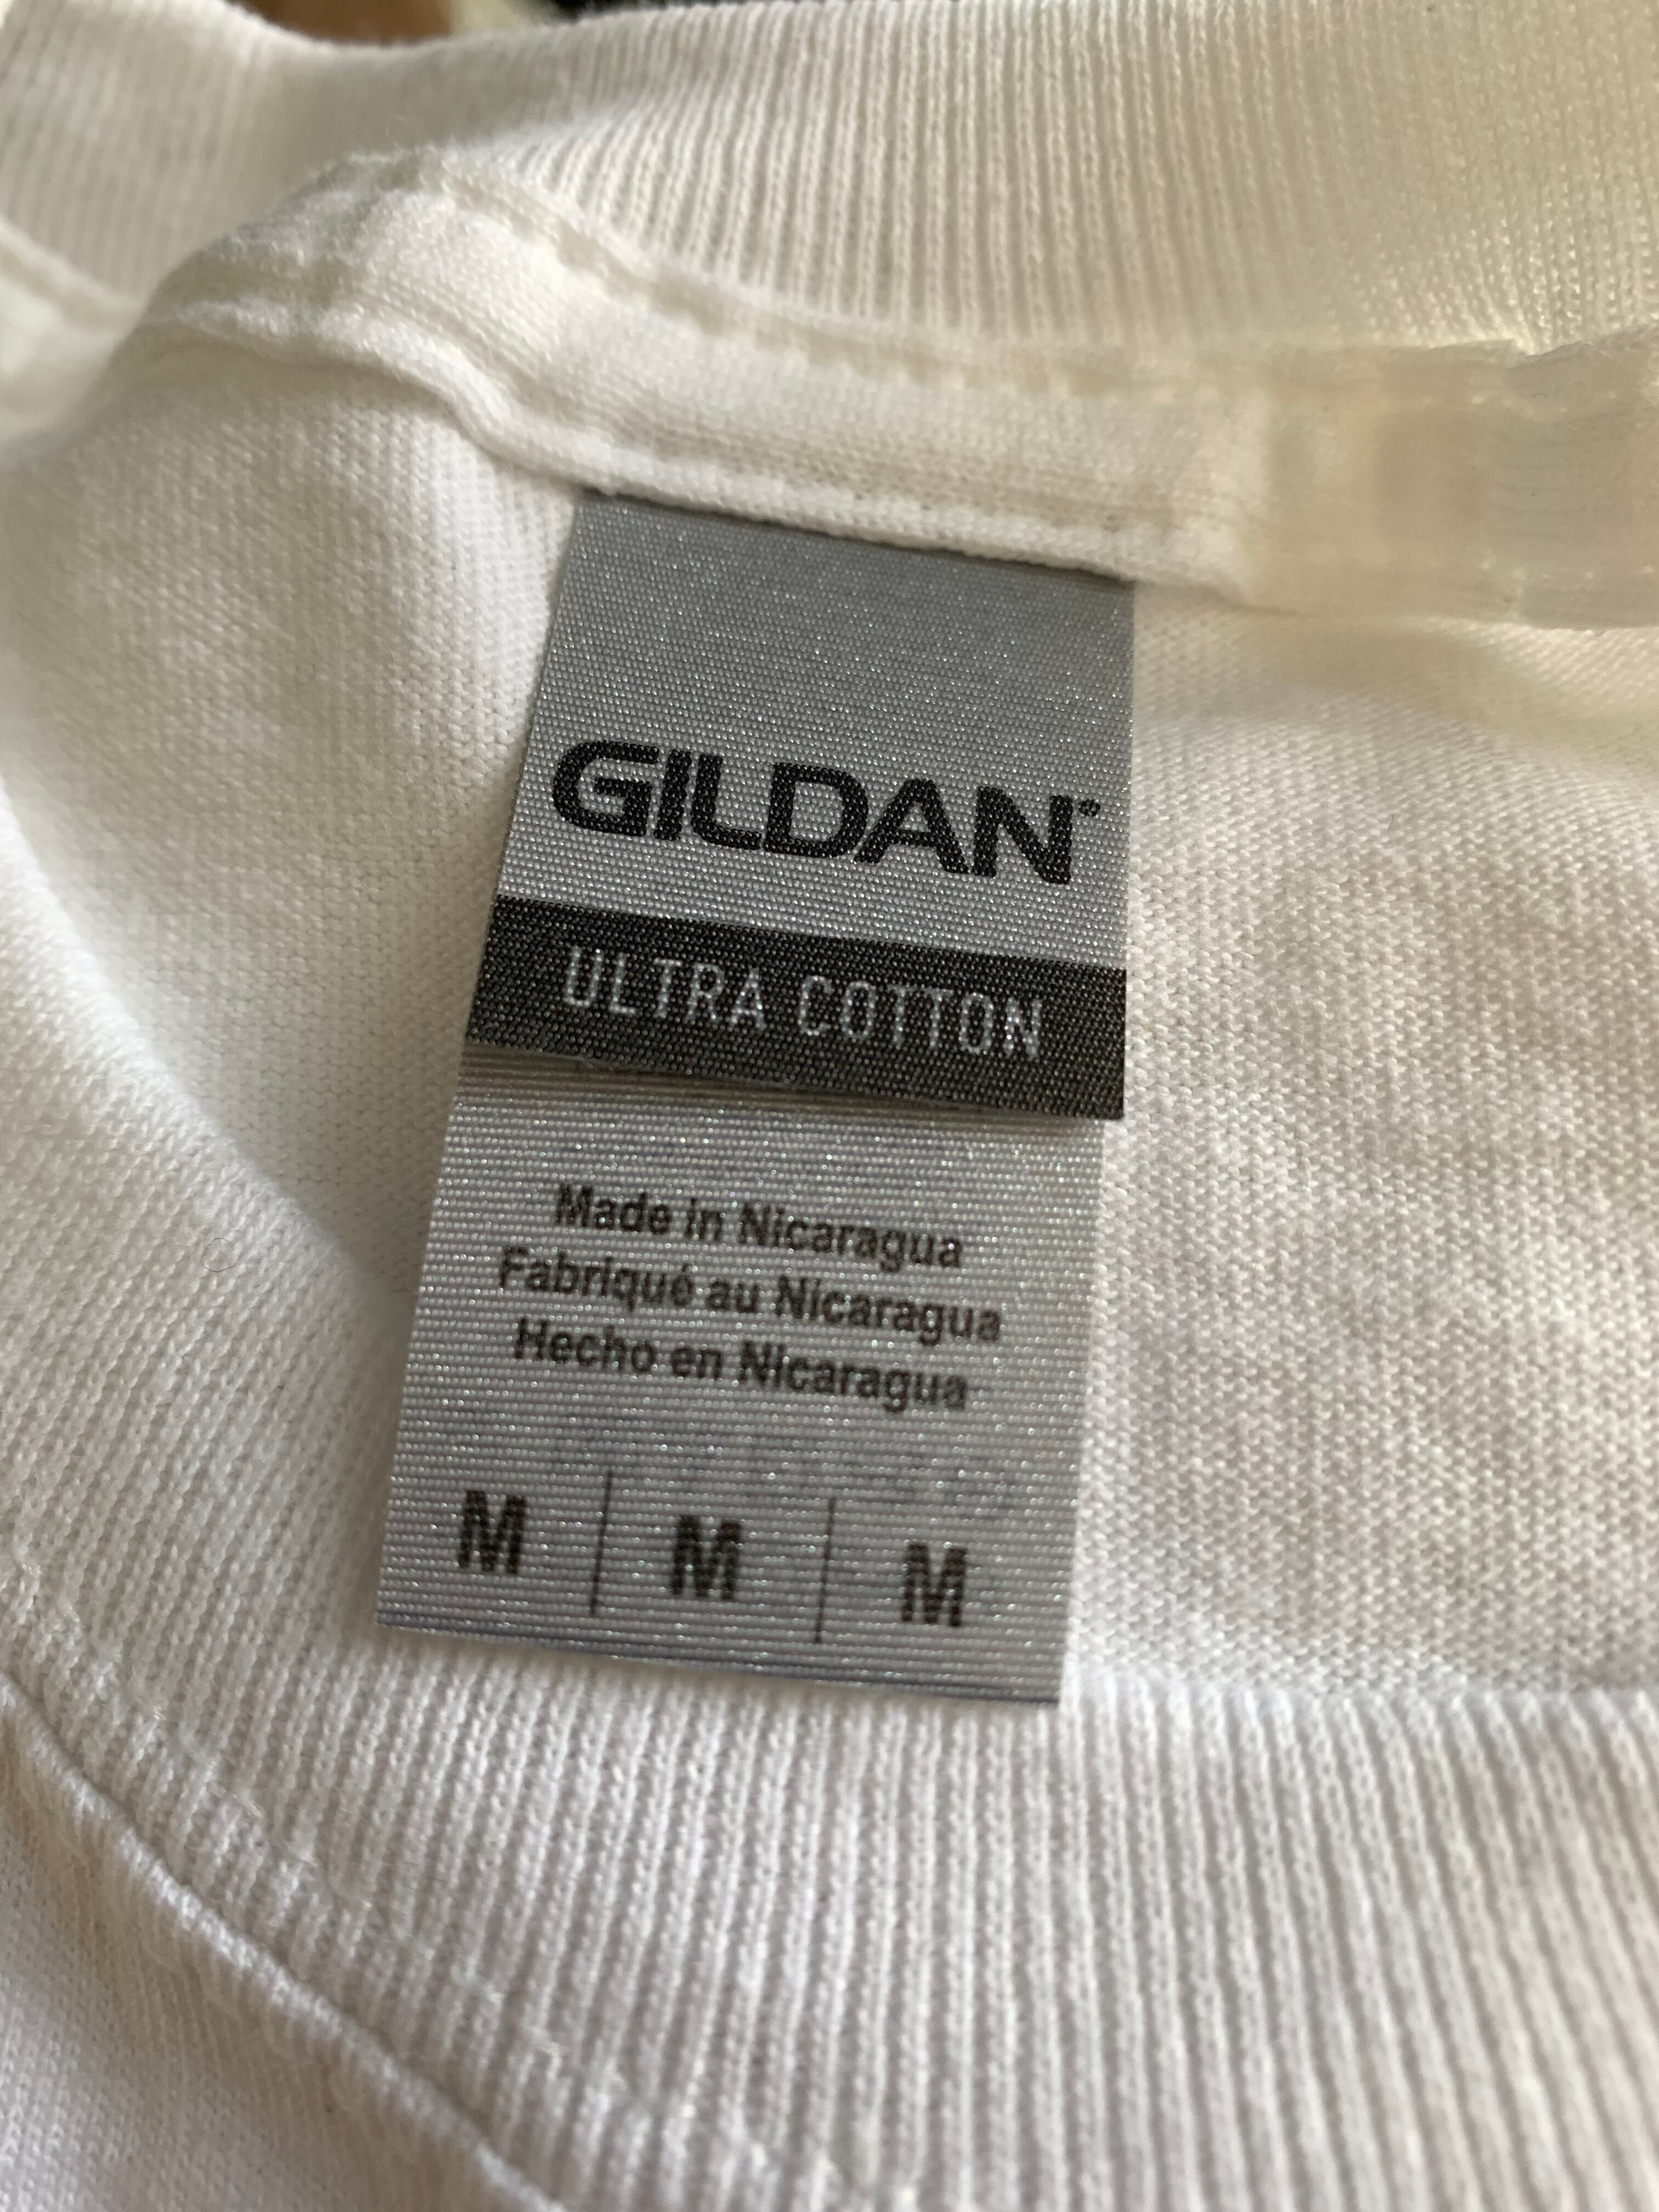 GILDAN®
ULTRA COTTON
Made in Nicaragua
Fabriqué au Nicaragua
Hecho en Nicaragua
M | M | M